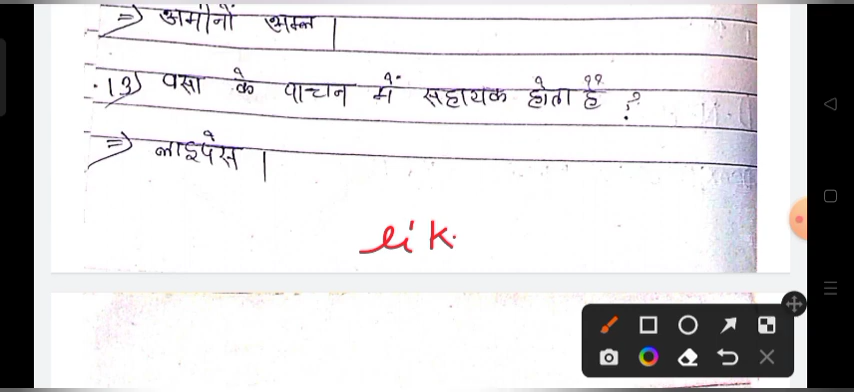 ⇒ अमीनों अम्ल |
.13) वसा के पाचन में सहायक होता है ?
⇒ लाइपेस |
lik.